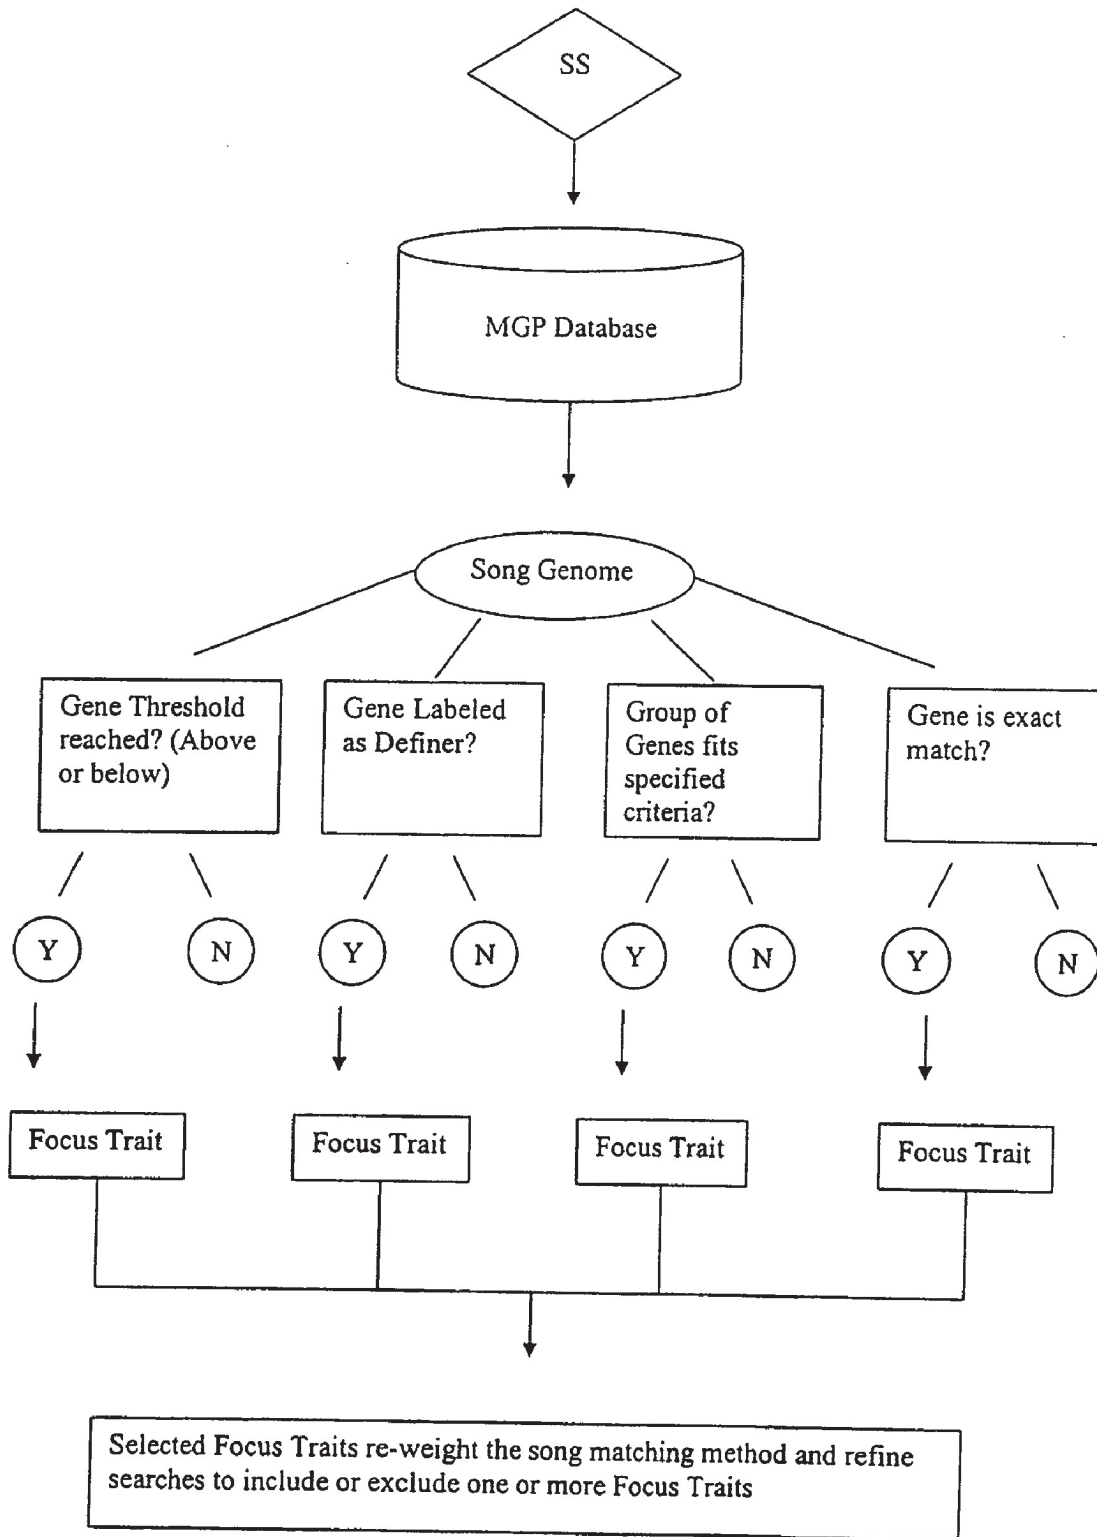 SS
MGP Database
Song Genome
Gene Threshold
reached? (Above
or below)
Gene Labeled
as Definer?
Group of
Genes fits
specified
criteria?
Gene is exact
match?
Y
N
Y
N
Y
N
Y
N
Focus Trait
Focus Trait
Focus Trait
Focus Trait
Selected Focus Traits re-weight the song matching method and refine
searches to include or exclude one or more Focus Traits